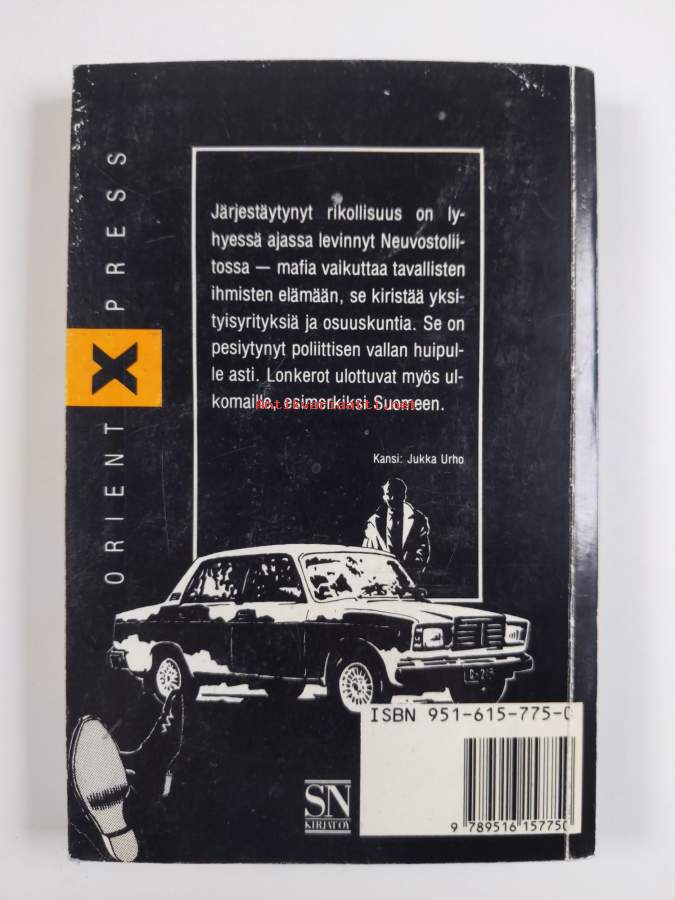 ORIENT X PRESS
Järjestäytynyt rikollisuus on ly-
hyessä ajassa levinnyt Neuvostolii-
tossa — mafia vaikuttaa tavallisten
ihmisten elämään, se kiristää yksi-
tyisyrityksiä ja osuuskuntia. Se on
pesiytynyt poliittisen vallan huipul-
le asti. Lonkerot ulottuvat myös ul-
komaille, esimerkiksi Suomeen.
Antikvariaatti.net
Kansi: Jukka Urho
ISBN 951-615-775-0
SN
KIRJAT OY
9 789516 157750